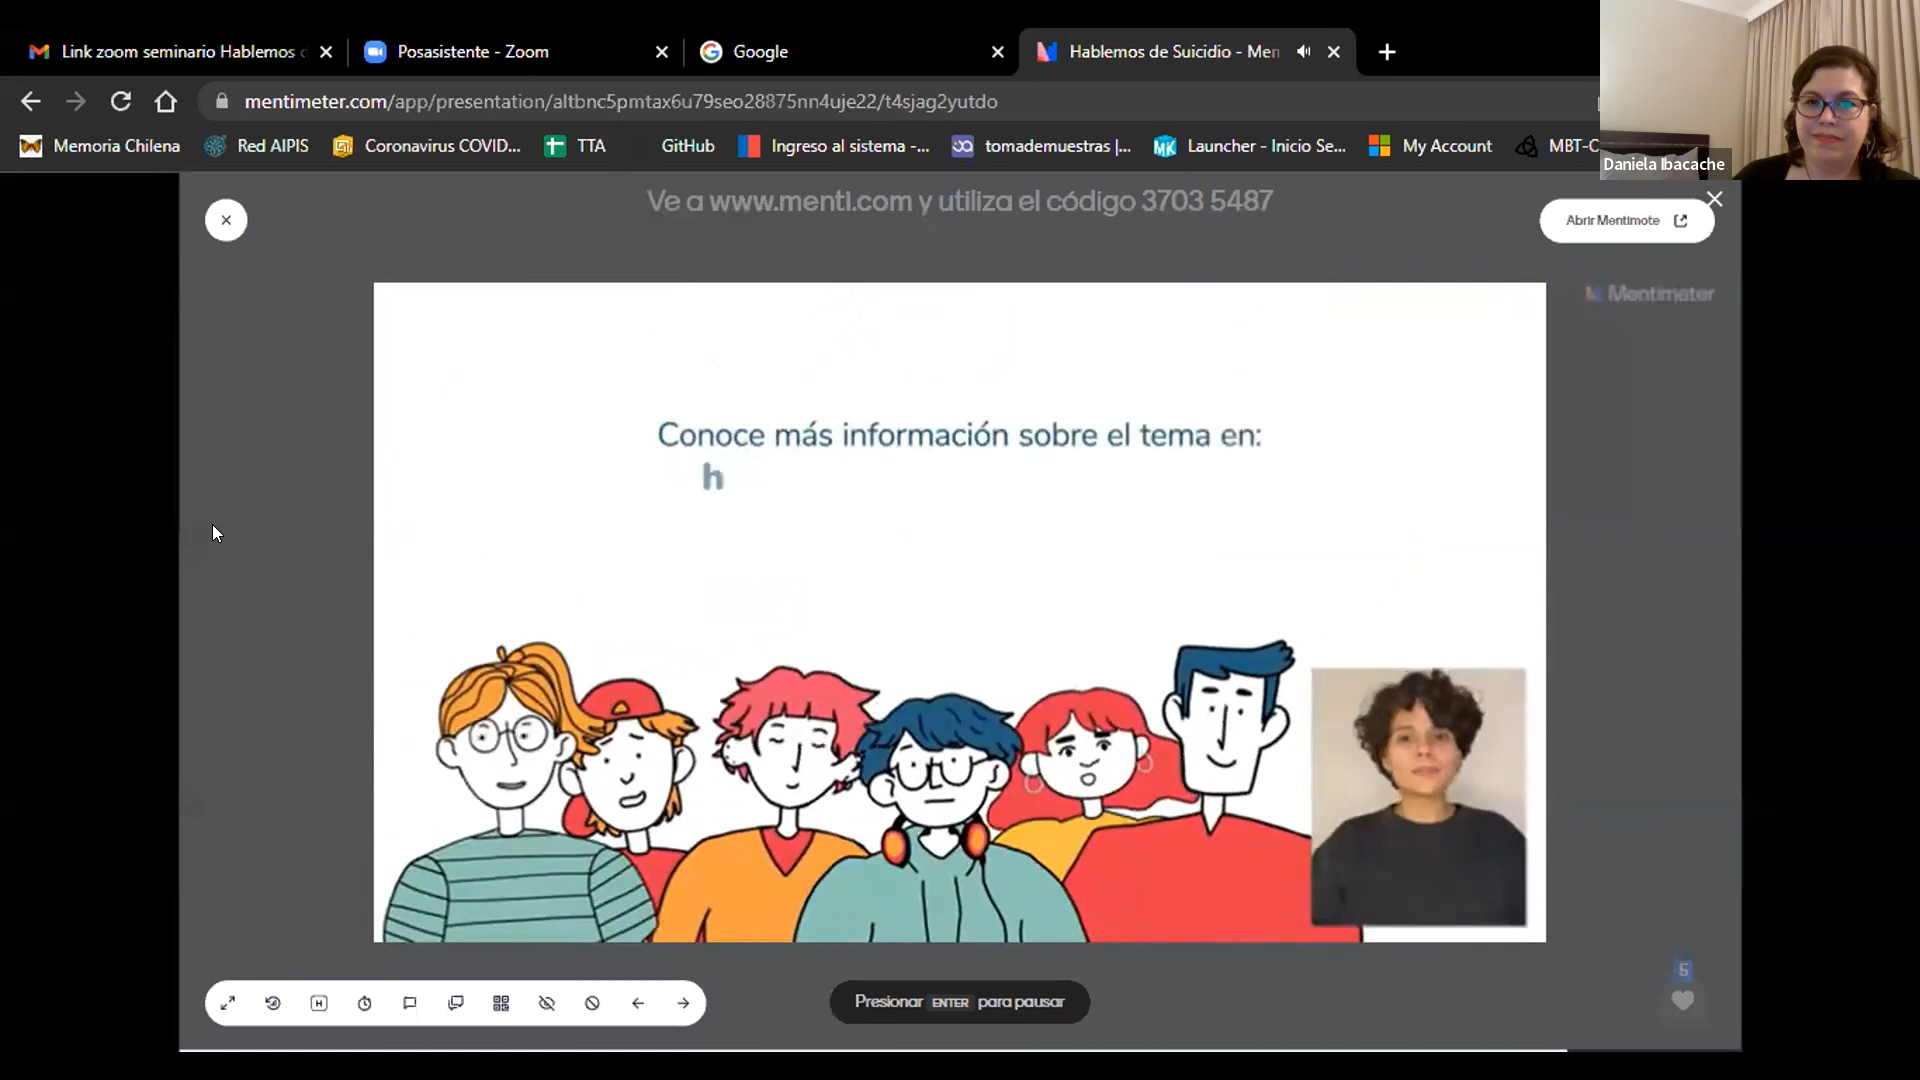 Link zoom seminario Hablemos d
Posasistente - Zoom
Google
Hablemos de Suicidio - Men
mentimeter.com/app/presentation/altbnc5pmtax6u79seo28875nn4uje22/t4sjag2yutdo
Memoria Chilena
Red AIPIS
Coronavirus COVID...
TTA
GitHub
Ingreso al sistema -...
tomademuestras |...
Launcher - Inicio Se...
My Account
MBT-C
Daniela Ibacache
Ve a www.menti.com y utiliza el código 3703 5487
Abrir Mentimote
Mentimeter
Conoce más información sobre el tema en:
h
5
Presionar ENTER para pausar